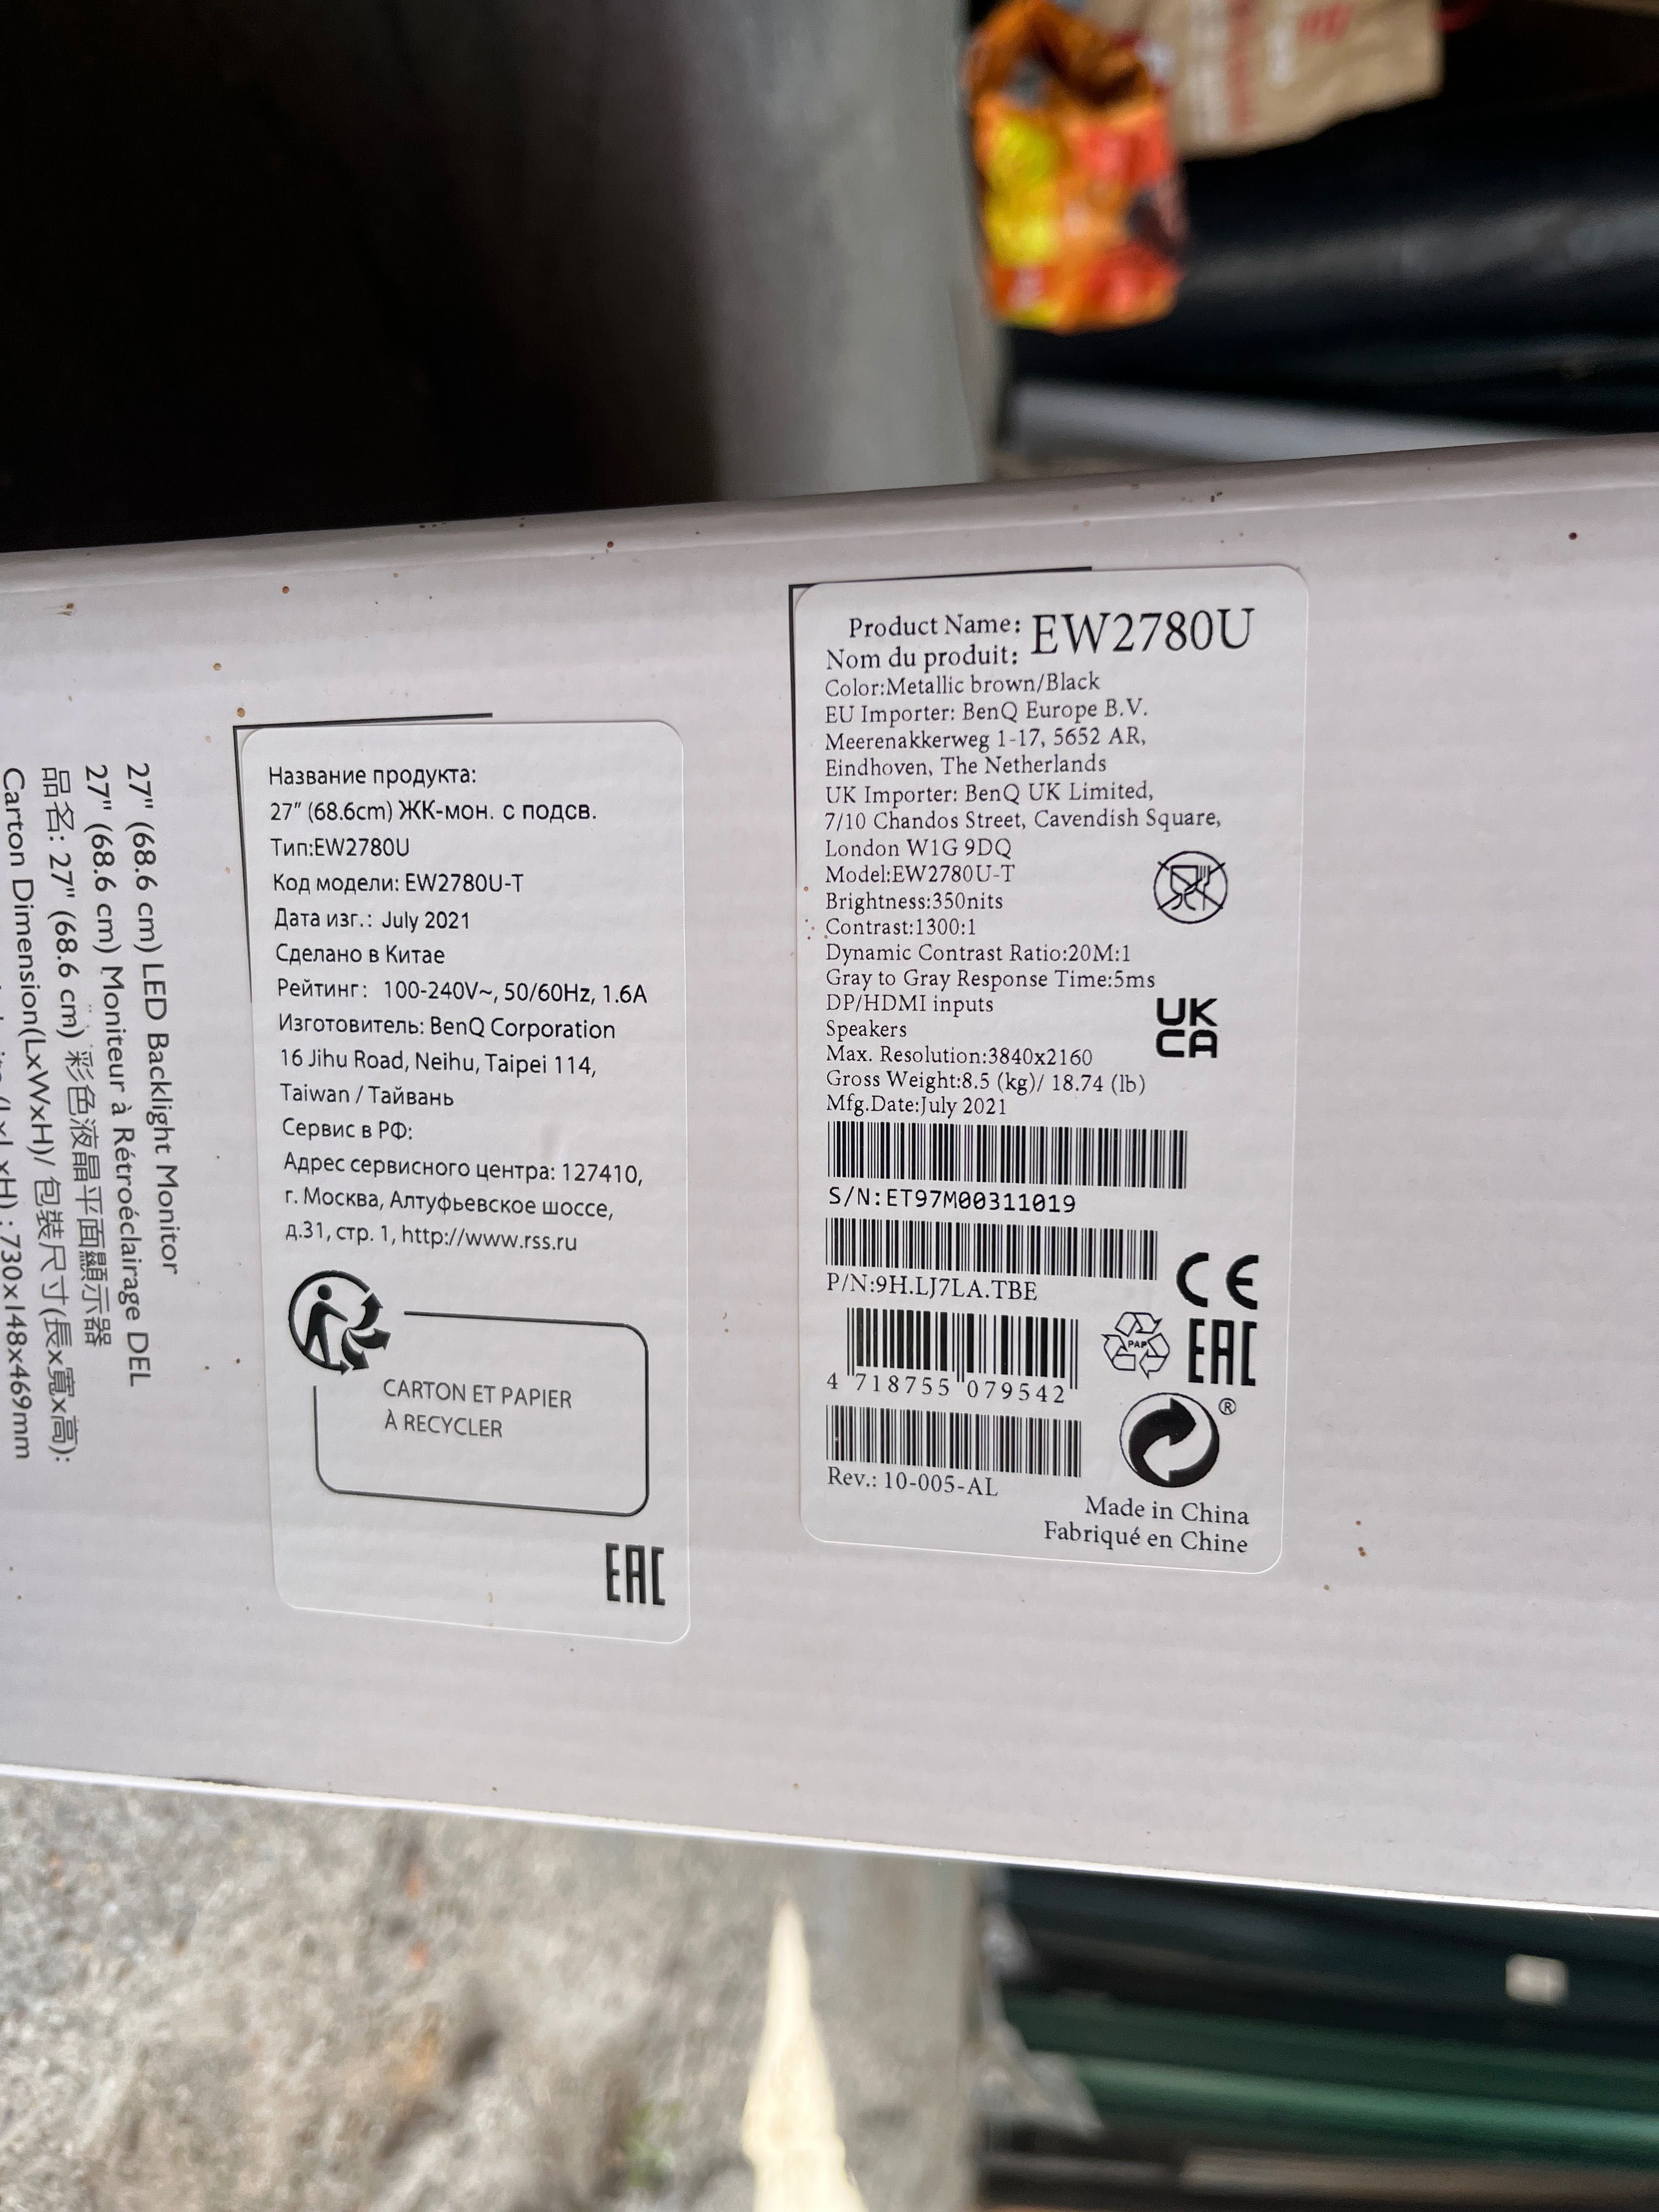 27" (68.6 cm) LED Backlight Monitor
27" (68.6 cm) Moniteur à Rétroéclairage DEL
品名: 27" (68.6 cm) 彩色液晶平面顯示器
Carton Dimension(LxWxH)/ 包裝尺寸(長x寬x高):
730x148x469mm
Название продукта:
27" (68.6cm) ЖК-мон. с подсв.
Тип:EW2780U
Код модели: EW2780U-T
Дата изг.: July 2021
Сделано в Китае
Рейтинг: 100-240V~, 50/60Hz, 1.6A
Изготовитель: BenQ Corporation
16 Jihu Road, Neihu, Taipei 114,
Taiwan / Тайвань
Сервис в РФ:
Адрес сервисного центра: 127410,
г. Москва, Алтуфьевское шоссе,
д.31, стр. 1, http://www.rss.ru
CARTON ET PAPIER
À RECYCLER
EAC
Product Name: EW2780U
Nom du produit:
Color:Metallic brown/Black
EU Importer: BenQ Europe B.V.
Meerenakkerweg 1-17, 5652 AR,
Eindhoven, The Netherlands
UK Importer: BenQ UK Limited,
7/10 Chandos Street, Cavendish Square,
London W1G 9DQ
Model:EW2780U-T
Brightness:350nits
Contrast:1300:1
Dynamic Contrast Ratio:20M:1
Gray to Gray Response Time:5ms
DP/HDMI inputs
Speakers
Max. Resolution:3840x2160
Gross Weight:8.5 (kg)/ 18.74 (lb)
Mfg.Date:July 2021
UK
CA
S/N:ET97M00311019
P/N:9H.LJ7LA.TBE
CE
4 718755 079542
PAP
EAC
®
Rev.: 10-005-AL
Made in China
Fabriqué en Chine